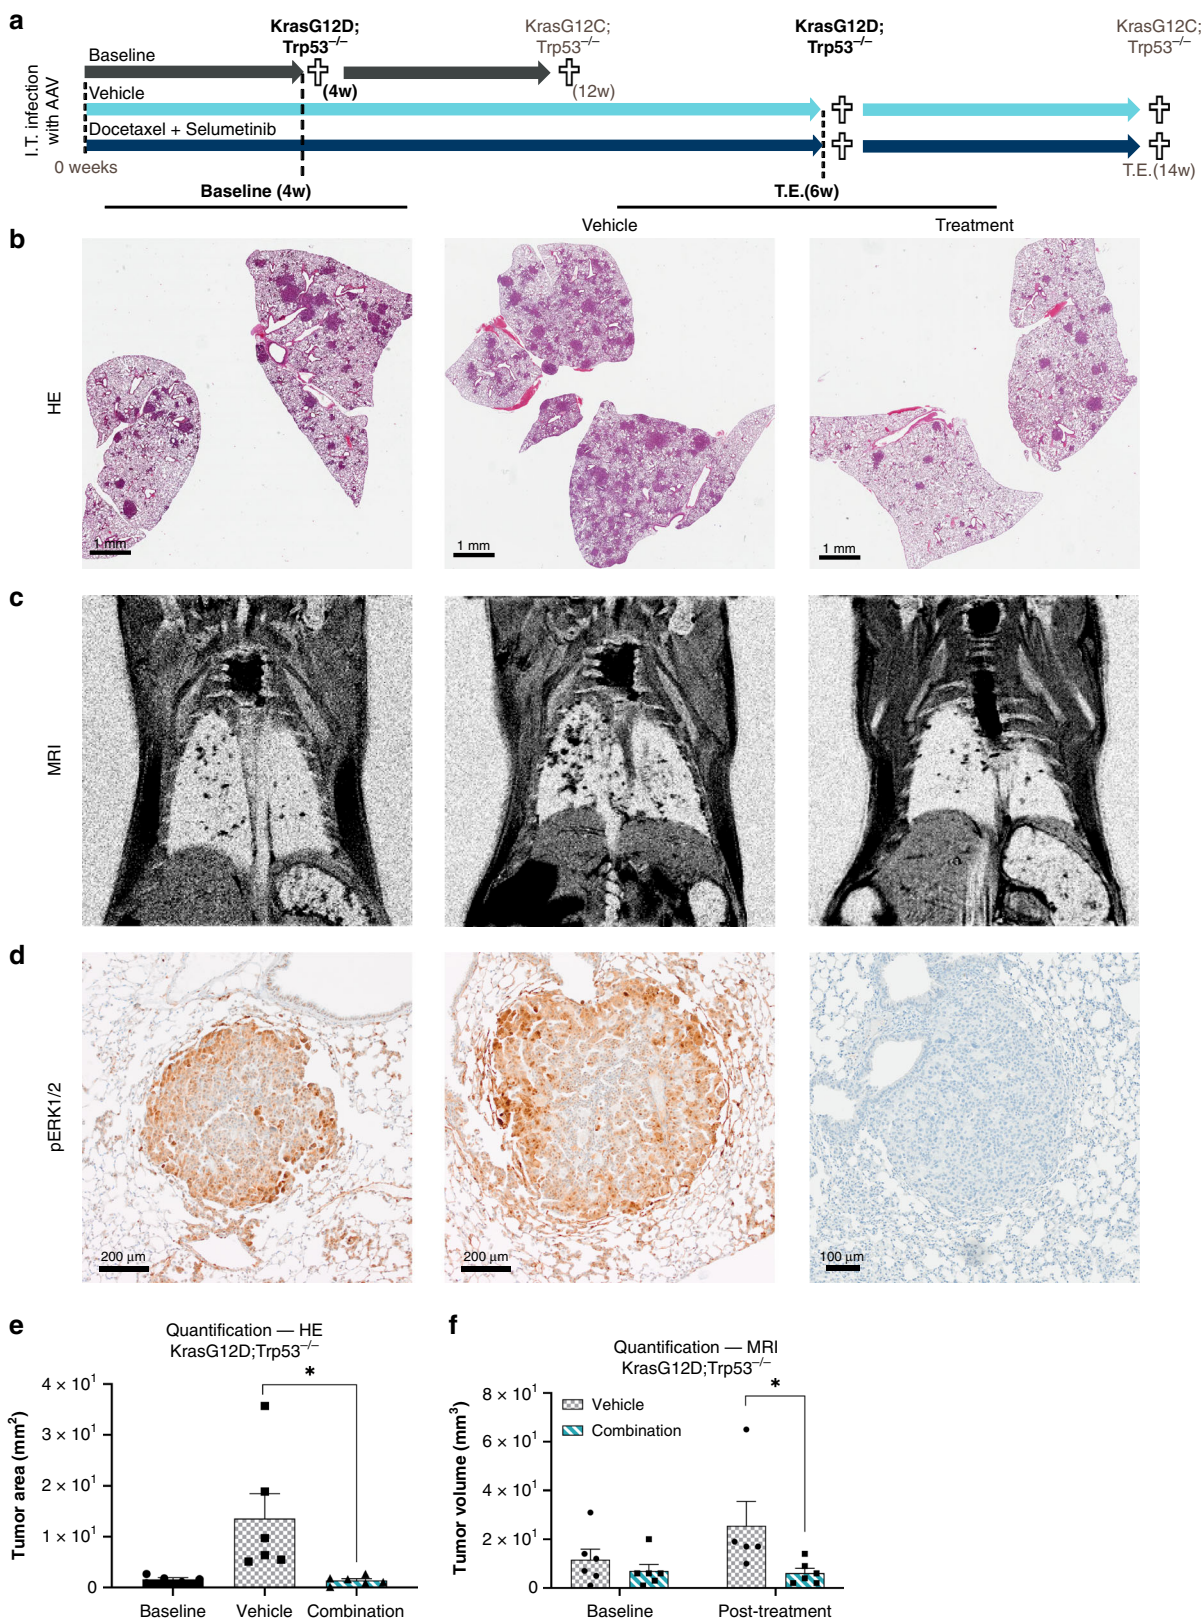 a
KrasG12D;
Trp53⁻/⁻
KrasG12C;
Trp53⁻/⁻
KrasG12D;
Trp53⁻/⁻
KrasG12C;
Trp53⁻/⁻
Baseline
(4w)
(12w)
Vehicle
Docetaxel + Selumetinib
I.T. infection
with AAV
0 weeks
T.E.(14w)
Baseline (4w)
T.E.(6w)
Vehicle
Treatment
b
HE
1 mm
1 mm
1 mm
c
MRI
d
pERK1/2
200 μm
200 μm
100 μm
e
Quantification — HE
KrasG12D;Trp53⁻/⁻
*
Tumor area (mm²)
4 × 10¹
3 × 10¹
2 × 10¹
1 × 10¹
0
Baseline
Vehicle
Combination
f
Quantification — MRI
KrasG12D;Trp53⁻/⁻
*
Vehicle
Combination
Tumor volume (mm³)
8 × 10¹
6 × 10¹
4 × 10¹
2 × 10¹
0
Baseline
Post-treatment